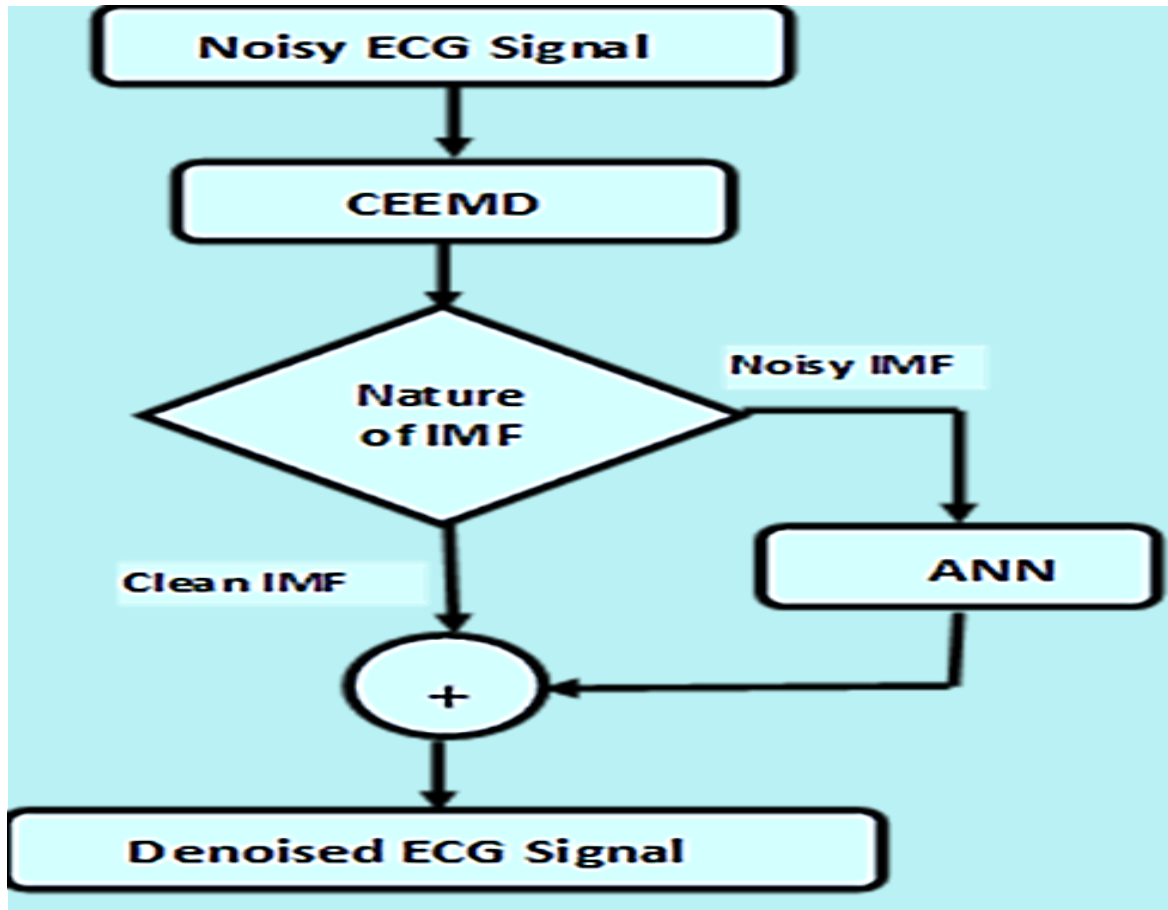 Noisy ECG Signal
CEEMD
Nature
of IMF
Noisy IMF
Clean IMF
ANN
+
Denoised ECG Signal